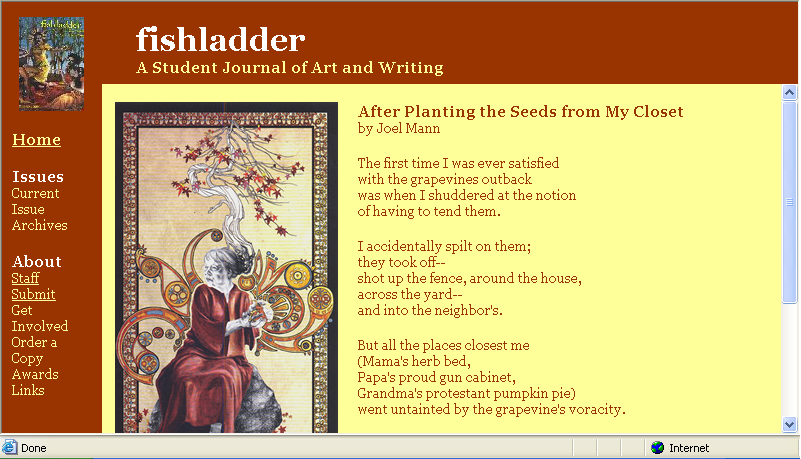 fishladder
fishladder
A Student Journal of Art and Writing
Home
Issues
Current
Issue
Archives
About
Staff
Submit
Get
Involved
Order a
Copy
Awards
Links
After Planting the Seeds from My Closet
by Joel Mann
The first time I was ever satisfied
with the grapevines outback
was when I shuddered at the notion
of having to tend them.
I accidentally spilt on them;
they took off--
shot up the fence, around the house,
across the yard--
and into the neighbor's.
But all the places closest me
(Mama's herb bed,
Papa's proud gun cabinet,
Grandma's protestant pumpkin pie)
went untainted by the grapevine's voracity.
Done
Internet